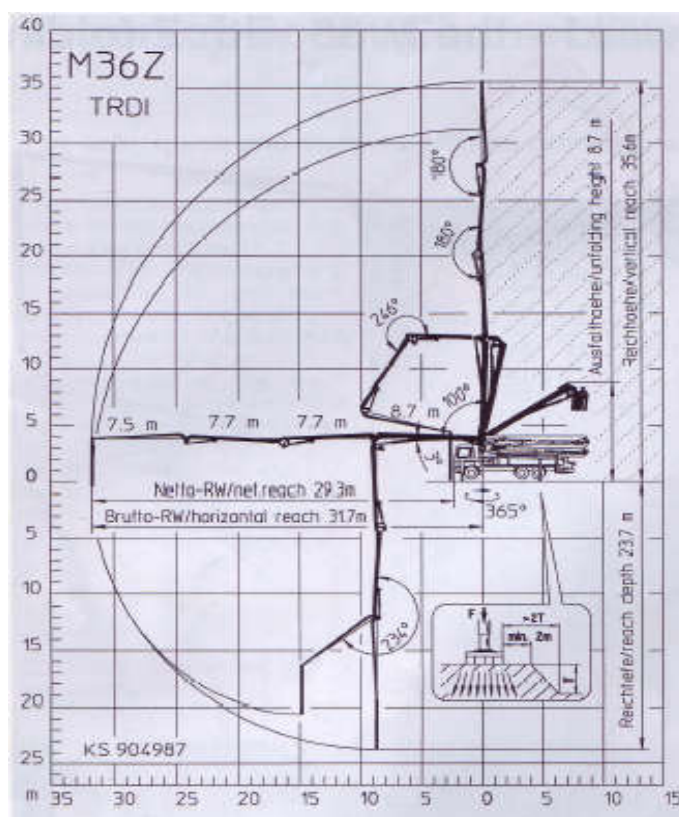 40
M36Z
TRDI
35
30
25
20
15
10
5
0
5
10
15
20
25
m
180°
180°
246°
100°
8.7 m
7.5 m
7.7 m
7.7 m
3°
Netto-RW/net.reach 29.3m
Brutto-RW/horizontal reach 31.7m
365°
234°
Ausfalthoehe/unfolding height 8.7 m
Reichhoehe/vertical reach 35.6m
Reichtiefe/reach depth 23.7 m
F
>2T
min. 2m
T
KS 904987
35 30 25 20 15 10 5 0 5 10 15